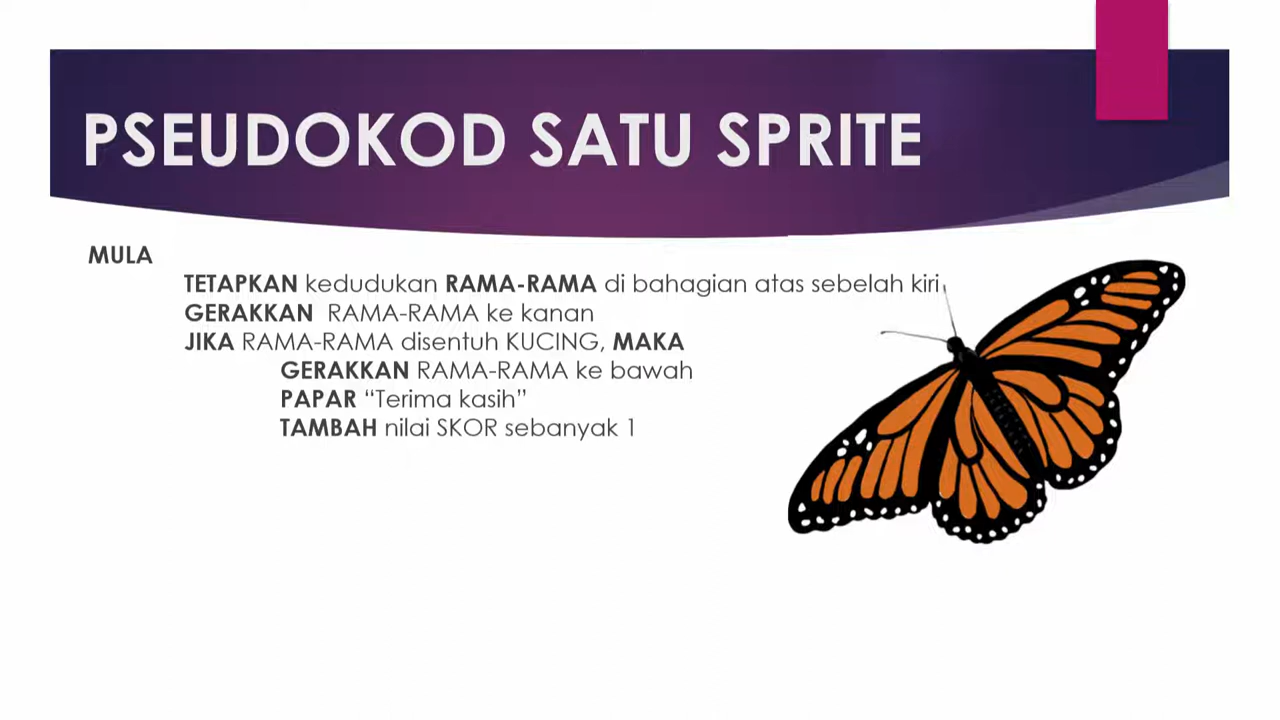 PSEUDOKOD SATU SPRITE
MULA
TETAPKAN kedudukan RAMA-RAMA di bahagian atas sebelah kiri
GERAKKAN RAMA-RAMA ke kanan
JIKA RAMA-RAMA disentuh KUCING, MAKA
GERAKKAN RAMA-RAMA ke bawah
PAPAR “Terima kasih”
TAMBAH nilai SKOR sebanyak 1